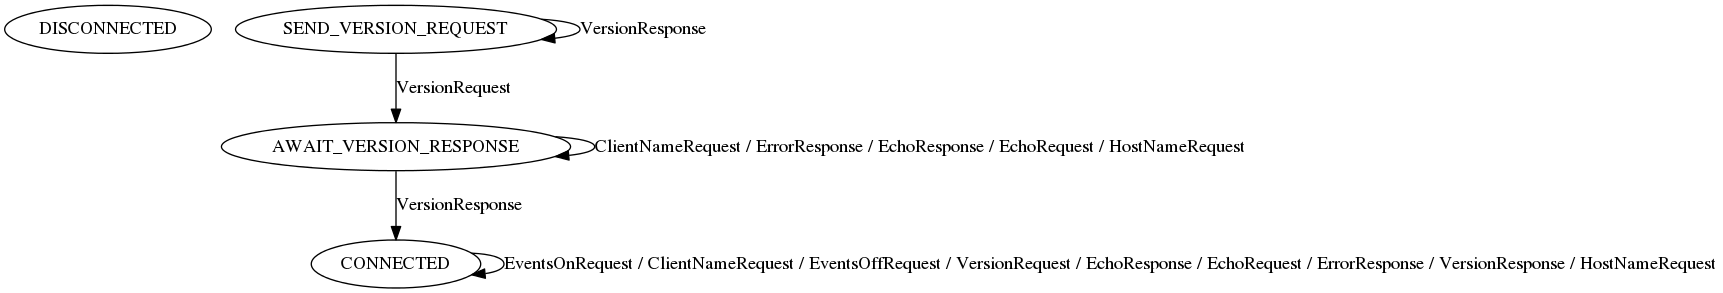 DISCONNECTED
SEND_VERSION_REQUEST
VersionResponse
VersionRequest
AWAIT_VERSION_RESPONSE
ClientNameRequest / ErrorResponse / EchoResponse / EchoRequest / HostNameRequest
VersionResponse
CONNECTED
EventsOnRequest / ClientNameRequest / EventsOffRequest / VersionRequest / EchoResponse / EchoRequest / ErrorResponse / VersionResponse / HostNameRequest